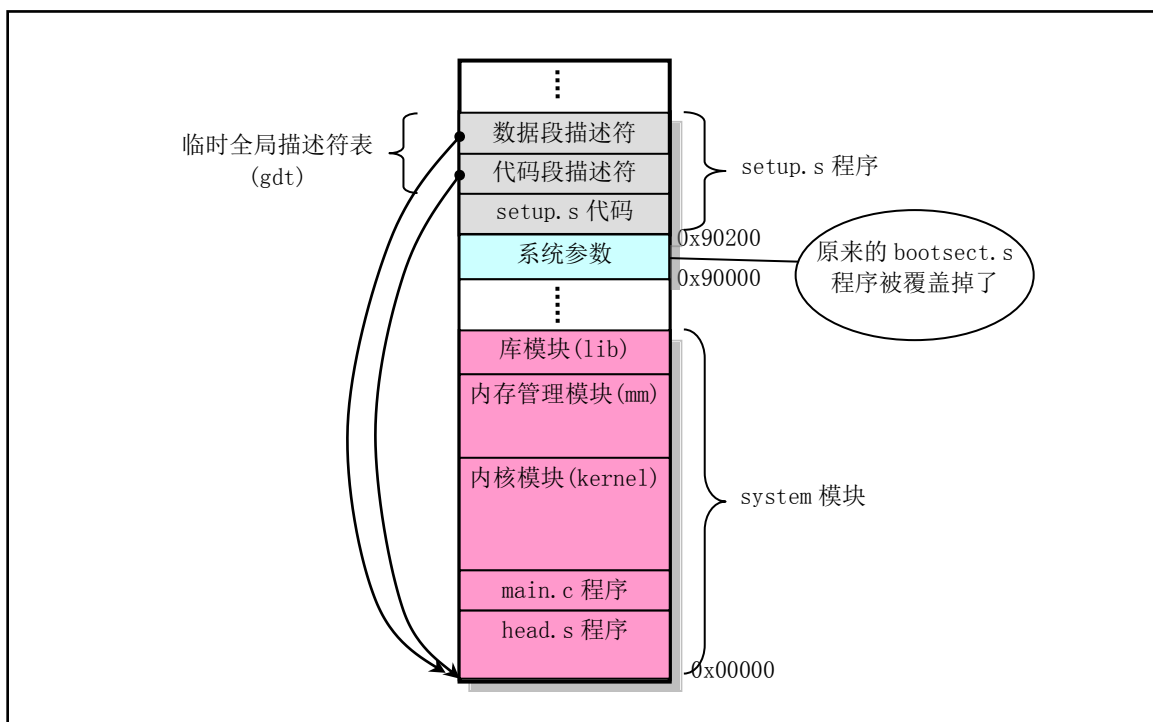 数据段描述符
临时全局描述符表
(gdt)
代码段描述符
setup.s 程序
setup.s 代码
0x90200
系统参数
原来的 bootsect.s
程序被覆盖掉了
0x90000
库模块(lib)
内存管理模块(mm)
内核模块(kernel)
system 模块
main.c 程序
head.s 程序
0x00000